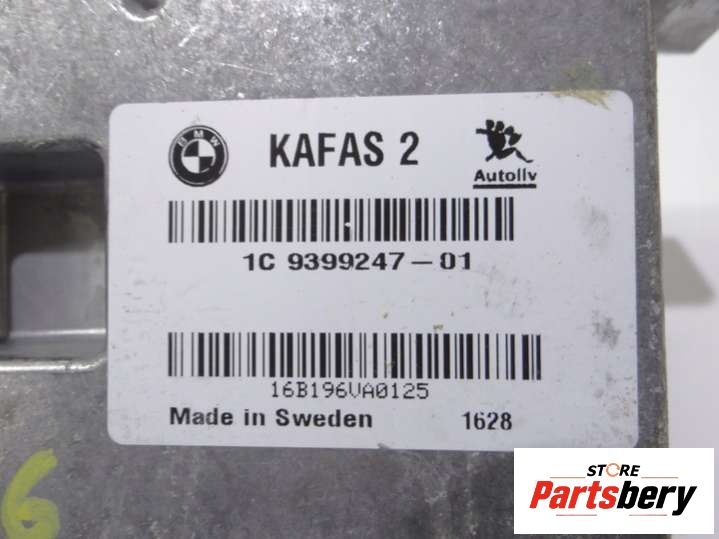 BMW KAFAS 2
Autoliv
1C 9399247-01
16B196VA0125
Made in Sweden 1628
6
STORE
Partsbery